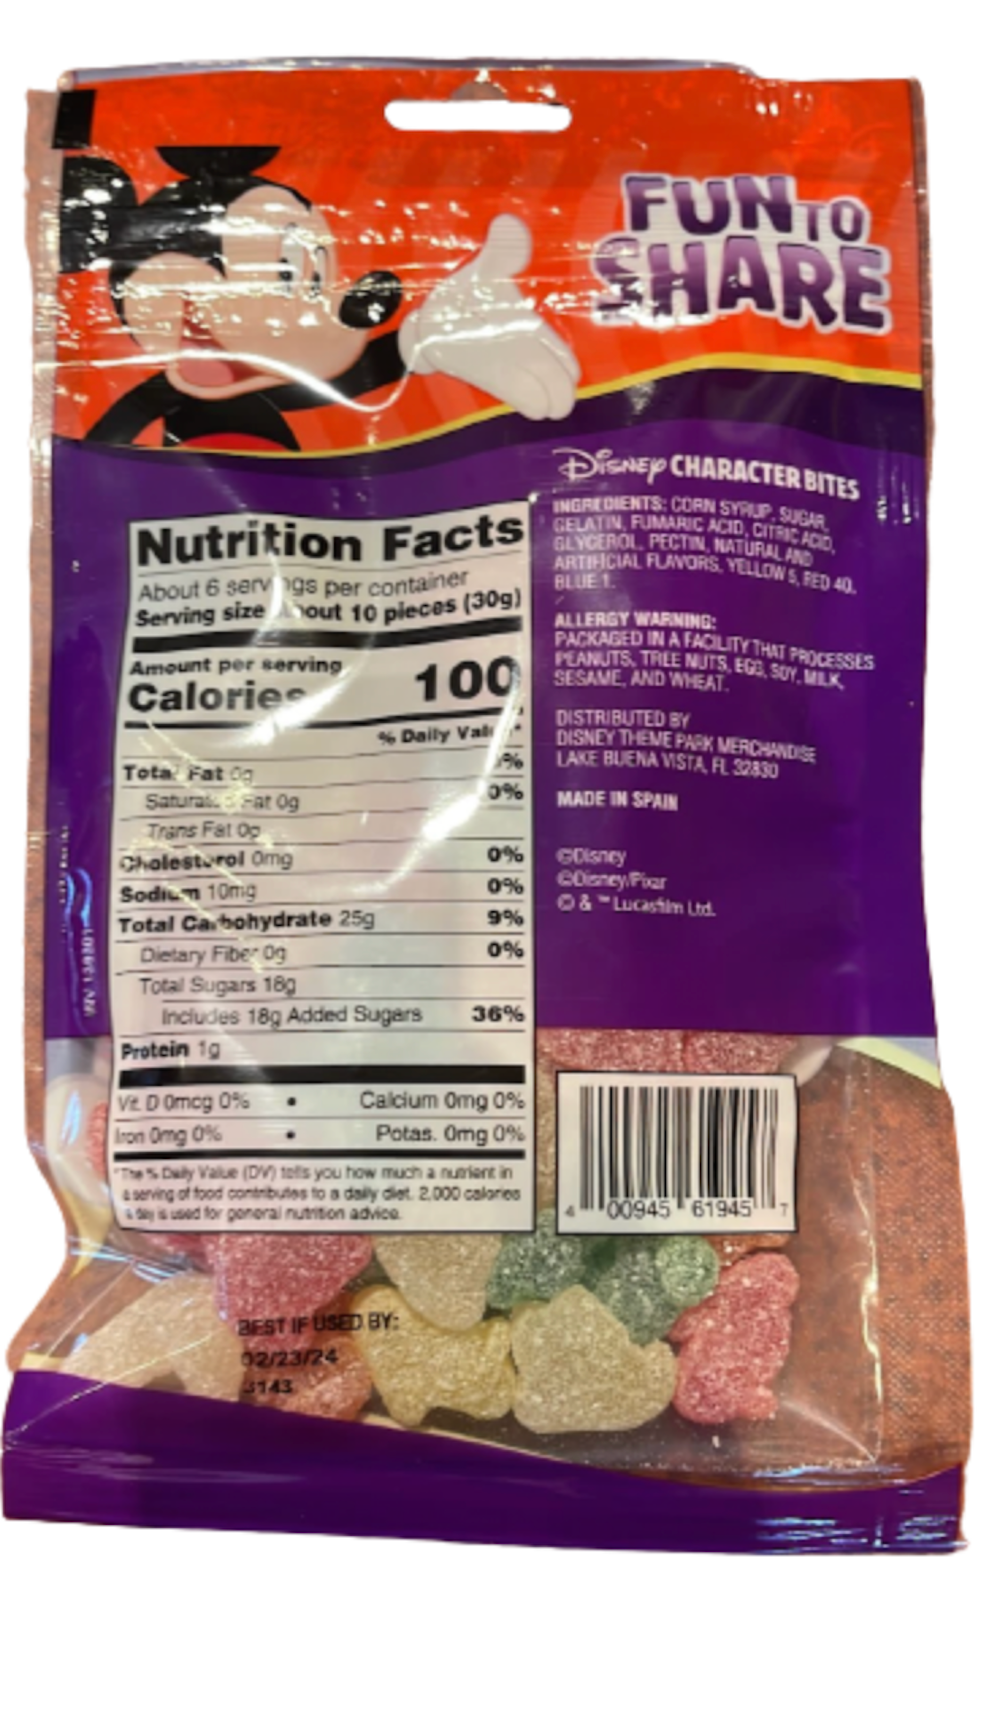 FUN TO
SHARE
Disney CHARACTER BITES
INGREDIENTS: CORN SYRUP, SUGAR,
GELATIN, FUMARIC ACID, CITRIC ACID,
GLYCEROL, PECTIN, NATURAL AND
ARTIFICIAL FLAVORS, YELLOW 5, RED 40,
BLUE 1.
ALLERGY WARNING:
PACKAGED IN A FACILITY THAT PROCESSES
PEANUTS, TREE NUTS, EGG, SOY, MILK,
SESAME, AND WHEAT.
DISTRIBUTED BY
DISNEY THEME PARK MERCHANDISE
LAKE BUENA VISTA, FL 32830
MADE IN SPAIN
©Disney
©Disney/Pixar
© & ™ Lucasfilm Ltd.
Nutrition Facts
About 6 servings per container
Serving size About 10 pieces (30g)
Amount per serving
Calories 100
% Daily Value*
Total Fat 0g
Saturated Fat 0g 0%
Trans Fat 0g
Cholesterol 0mg 0%
Sodium 10mg 0%
Total Carbohydrate 25g 9%
Dietary Fiber 0g 0%
Total Sugars 18g
Includes 18g Added Sugars 36%
Protein 1g
Vit. D 0mcg 0% • Calcium 0mg 0%
Iron 0mg 0% • Potas. 0mg 0%
*The % Daily Value (DV) tells you how much a nutrient in
a serving of food contributes to a daily diet. 2,000 calories
a day is used for general nutrition advice.
4 00945 61945 7
BEST IF USED BY:
02/23/24